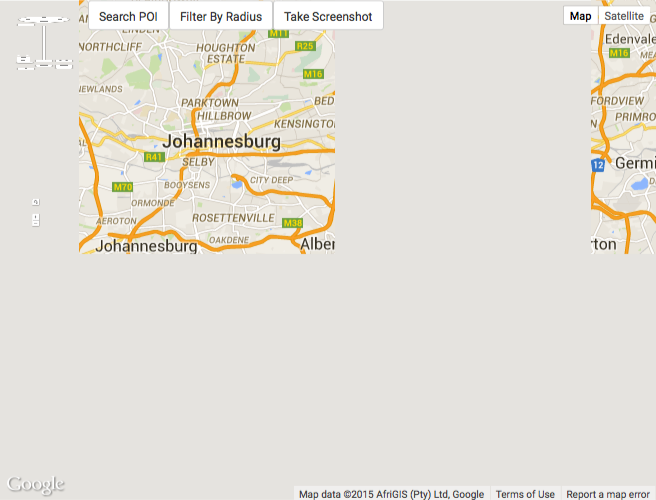 Search POI
Filter By Radius
Take Screenshot
Map
Satellite
LINDEN
NORTHCLIFF
HOUGHTON
ESTATE
M11
R25
M16
Edenvale
M16
NEWLANDS
PARKTOWN
HILLBROW
BED
KENSINGTO
FORDVIEW
PRIMRO
Johannesburg
R41
SELBY
12
Germi
M70
BOOYSENS
CITY DEEP
ORMONDE
AEROTON
ROSETTENVILLE
M38
Johannesburg
OAKDENE
Alber
rton
Google
Map data ©2015 AfriGIS (Pty) Ltd, Google
Terms of Use
Report a map error